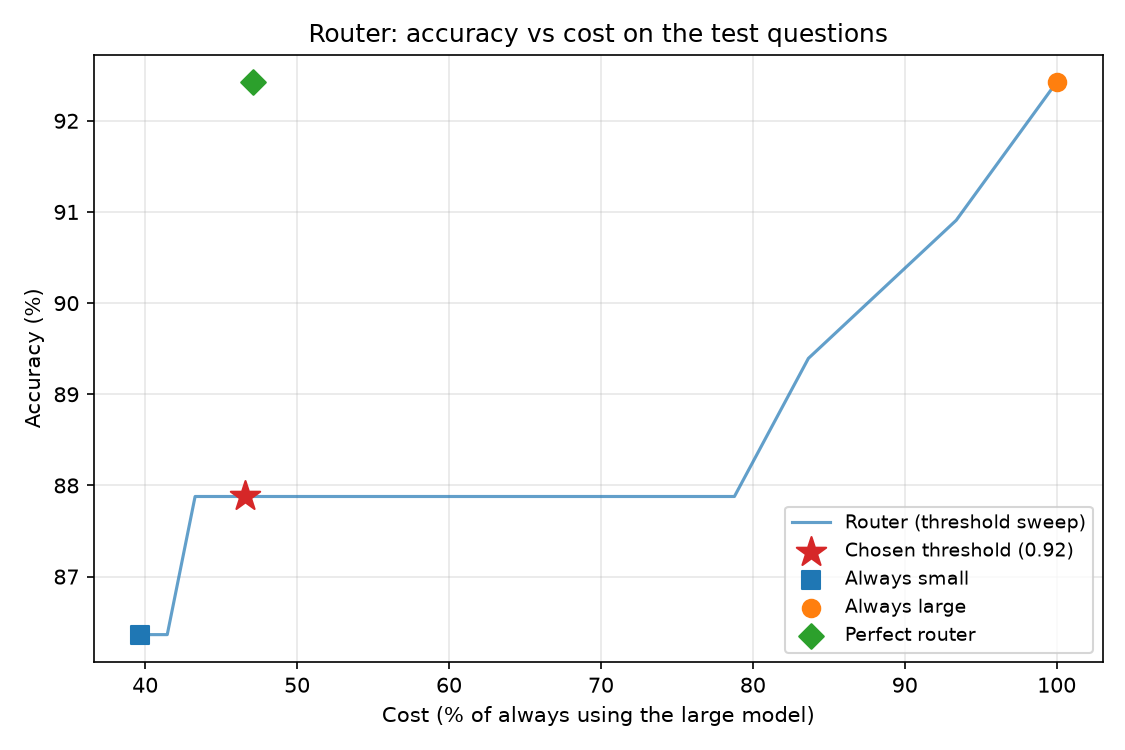 Router: accuracy vs cost on the test questions
Accuracy (%)
92
91
90
89
88
87
40 50 60 70 80 90 100
Cost (% of always using the large model)
Router (threshold sweep)
Chosen threshold (0.92)
Always small
Always large
Perfect router